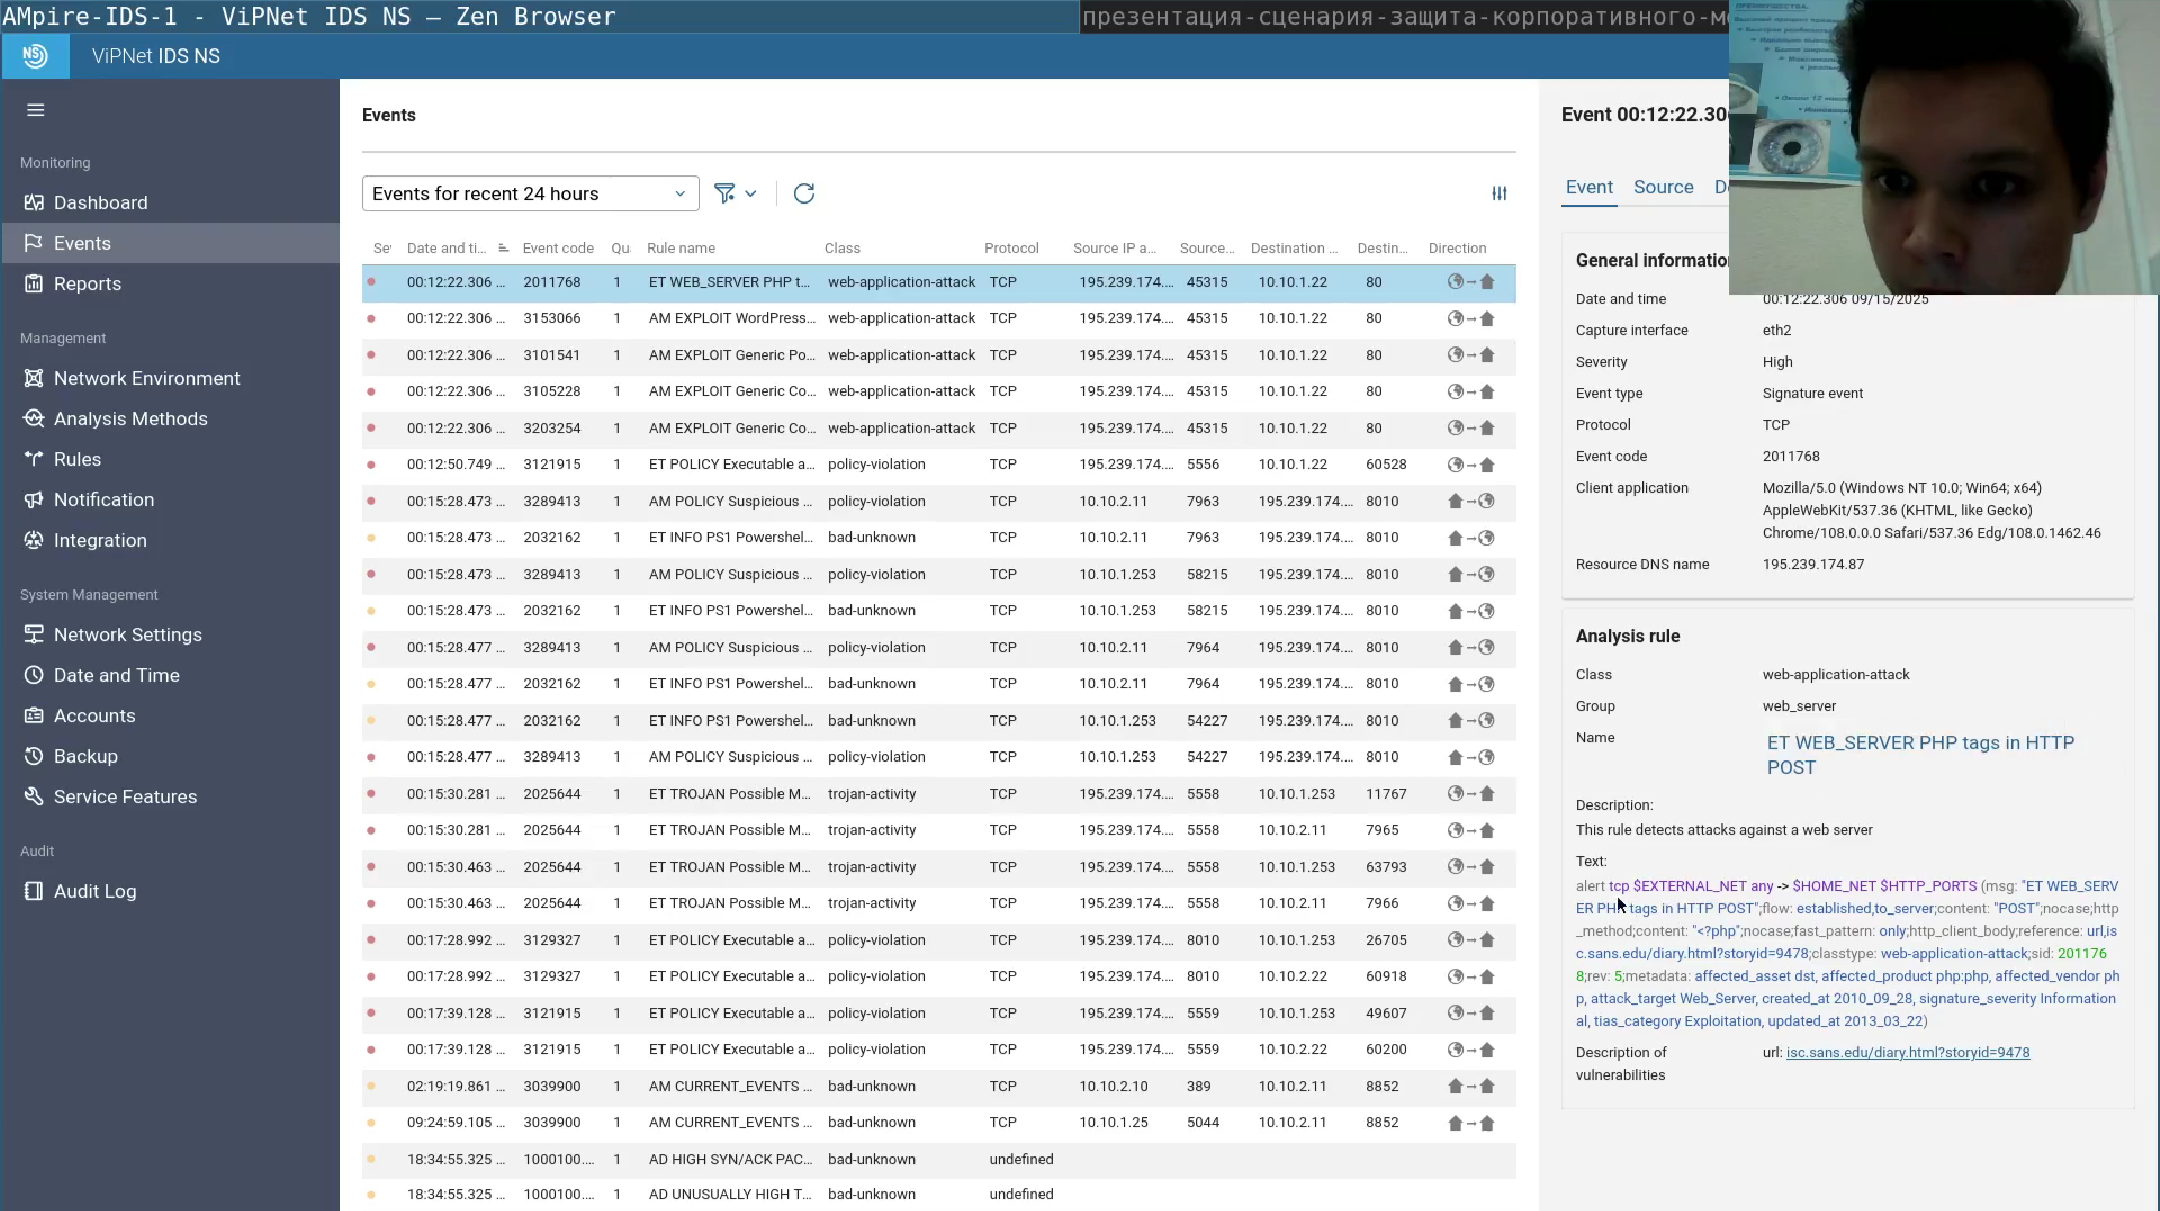 AMpire-IDS-1 - ViPNet IDS NS — Zen Browser
презентация-сценария-защита-корпоративного-м
ViPNet IDS NS
Monitoring
Dashboard
Events
Reports
Management
Network Environment
Analysis Methods
Rules
Notification
Integration
System Management
Network Settings
Date and Time
Accounts
Backup
Service Features
Audit
Audit Log
Events
Events for recent 24 hours
Se Date and ti... Event code Qu Rule name Class Protocol Source IP a... Source... Destination ... Destin... Direction
00:12:22.306 ... 2011768 1 ET WEB_SERVER PHP t... web-application-attack TCP 195.239.174.... 45315 10.10.1.22 80
00:12:22.306 ... 3153066 1 AM EXPLOIT WordPress... web-application-attack TCP 195.239.174.... 45315 10.10.1.22 80
00:12:22.306 ... 3101541 1 AM EXPLOIT Generic Po... web-application-attack TCP 195.239.174.... 45315 10.10.1.22 80
00:12:22.306 ... 3105228 1 AM EXPLOIT Generic Co... web-application-attack TCP 195.239.174.... 45315 10.10.1.22 80
00:12:22.306 ... 3203254 1 AM EXPLOIT Generic Co... web-application-attack TCP 195.239.174.... 45315 10.10.1.22 80
00:12:50.749 ... 3121915 1 ET POLICY Executable a... policy-violation TCP 195.239.174.... 5556 10.10.1.22 60528
00:15:28.473 ... 3289413 1 AM POLICY Suspicious ... policy-violation TCP 10.10.2.11 7963 195.239.174.... 8010
00:15:28.473 ... 2032162 1 ET INFO PS1 Powershel... bad-unknown TCP 10.10.2.11 7963 195.239.174.... 8010
00:15:28.473 ... 3289413 1 AM POLICY Suspicious ... policy-violation TCP 10.10.1.253 58215 195.239.174.... 8010
00:15:28.473 ... 2032162 1 ET INFO PS1 Powershel... bad-unknown TCP 10.10.1.253 58215 195.239.174.... 8010
00:15:28.477 ... 3289413 1 AM POLICY Suspicious ... policy-violation TCP 10.10.2.11 7964 195.239.174.... 8010
00:15:28.477 ... 2032162 1 ET INFO PS1 Powershel... bad-unknown TCP 10.10.2.11 7964 195.239.174.... 8010
00:15:28.477 ... 2032162 1 ET INFO PS1 Powershel... bad-unknown TCP 10.10.1.253 54227 195.239.174.... 8010
00:15:28.477 ... 3289413 1 AM POLICY Suspicious ... policy-violation TCP 10.10.1.253 54227 195.239.174.... 8010
00:15:30.281 ... 2025644 1 ET TROJAN Possible M... trojan-activity TCP 195.239.174.... 5558 10.10.1.253 11767
00:15:30.281 ... 2025644 1 ET TROJAN Possible M... trojan-activity TCP 195.239.174.... 5558 10.10.2.11 7965
00:15:30.463 ... 2025644 1 ET TROJAN Possible M... trojan-activity TCP 195.239.174.... 5558 10.10.1.253 63793
00:15:30.463 ... 2025644 1 ET TROJAN Possible M... trojan-activity TCP 195.239.174.... 5558 10.10.2.11 7966
00:17:28.992 ... 3129327 1 ET POLICY Executable a... policy-violation TCP 195.239.174.... 8010 10.10.1.253 26705
00:17:28.992 ... 3129327 1 ET POLICY Executable a... policy-violation TCP 195.239.174.... 8010 10.10.2.22 60918
00:17:39.128 ... 3121915 1 ET POLICY Executable a... policy-violation TCP 195.239.174.... 5559 10.10.1.253 49607
00:17:39.128 ... 3121915 1 ET POLICY Executable a... policy-violation TCP 195.239.174.... 5559 10.10.2.22 60200
02:19:19.861 ... 3039900 1 AM CURRENT_EVENTS ... bad-unknown TCP 10.10.2.10 389 10.10.2.11 8852
09:24:59.105 ... 3039900 1 AM CURRENT_EVENTS ... bad-unknown TCP 10.10.1.25 5044 10.10.2.11 8852
18:34:55.325 ... 1000100.... 1 AD HIGH SYN/ACK PAC... bad-unknown undefined
18:34:55.325 ... 1000100.... 1 AD UNUSUALLY HIGH T... bad-unknown undefined
Event 00:12:22.306
Event Source D
General information
Date and time 00:12:22.306 09/15/2025
Capture interface eth2
Severity High
Event type Signature event
Protocol TCP
Event code 2011768
Client application Mozilla/5.0 (Windows NT 10.0; Win64; x64)
AppleWebKit/537.36 (KHTML, like Gecko)
Chrome/108.0.0.0 Safari/537.36 Edg/108.0.1462.46
Resource DNS name 195.239.174.87
Analysis rule
Class web-application-attack
Group web_server
Name ET WEB_SERVER PHP tags in HTTP
POST
Description:
This rule detects attacks against a web server
Text:
alert tcp $EXTERNAL_NET any -> $HOME_NET $HTTP_PORTS (msg: "ET WEB_SERV
ER PHP tags in HTTP POST";flow: established,to_server;content: "POST";nocase;http
_method;content: "<?php";nocase;fast_pattern: only;http_client_body;reference: url,is
c.sans.edu/diary.html?storyid=9478;classtype: web-application-attack;sid: 201176
8;rev: 5;metadata: affected_asset dst, affected_product php:php, affected_vendor ph
p, attack_target Web_Server, created_at 2010_09_28, signature_severity Information
al, tias_category Exploitation, updated_at 2013_03_22)
Description of url: isc.sans.edu/diary.html?storyid=9478
vulnerabilities